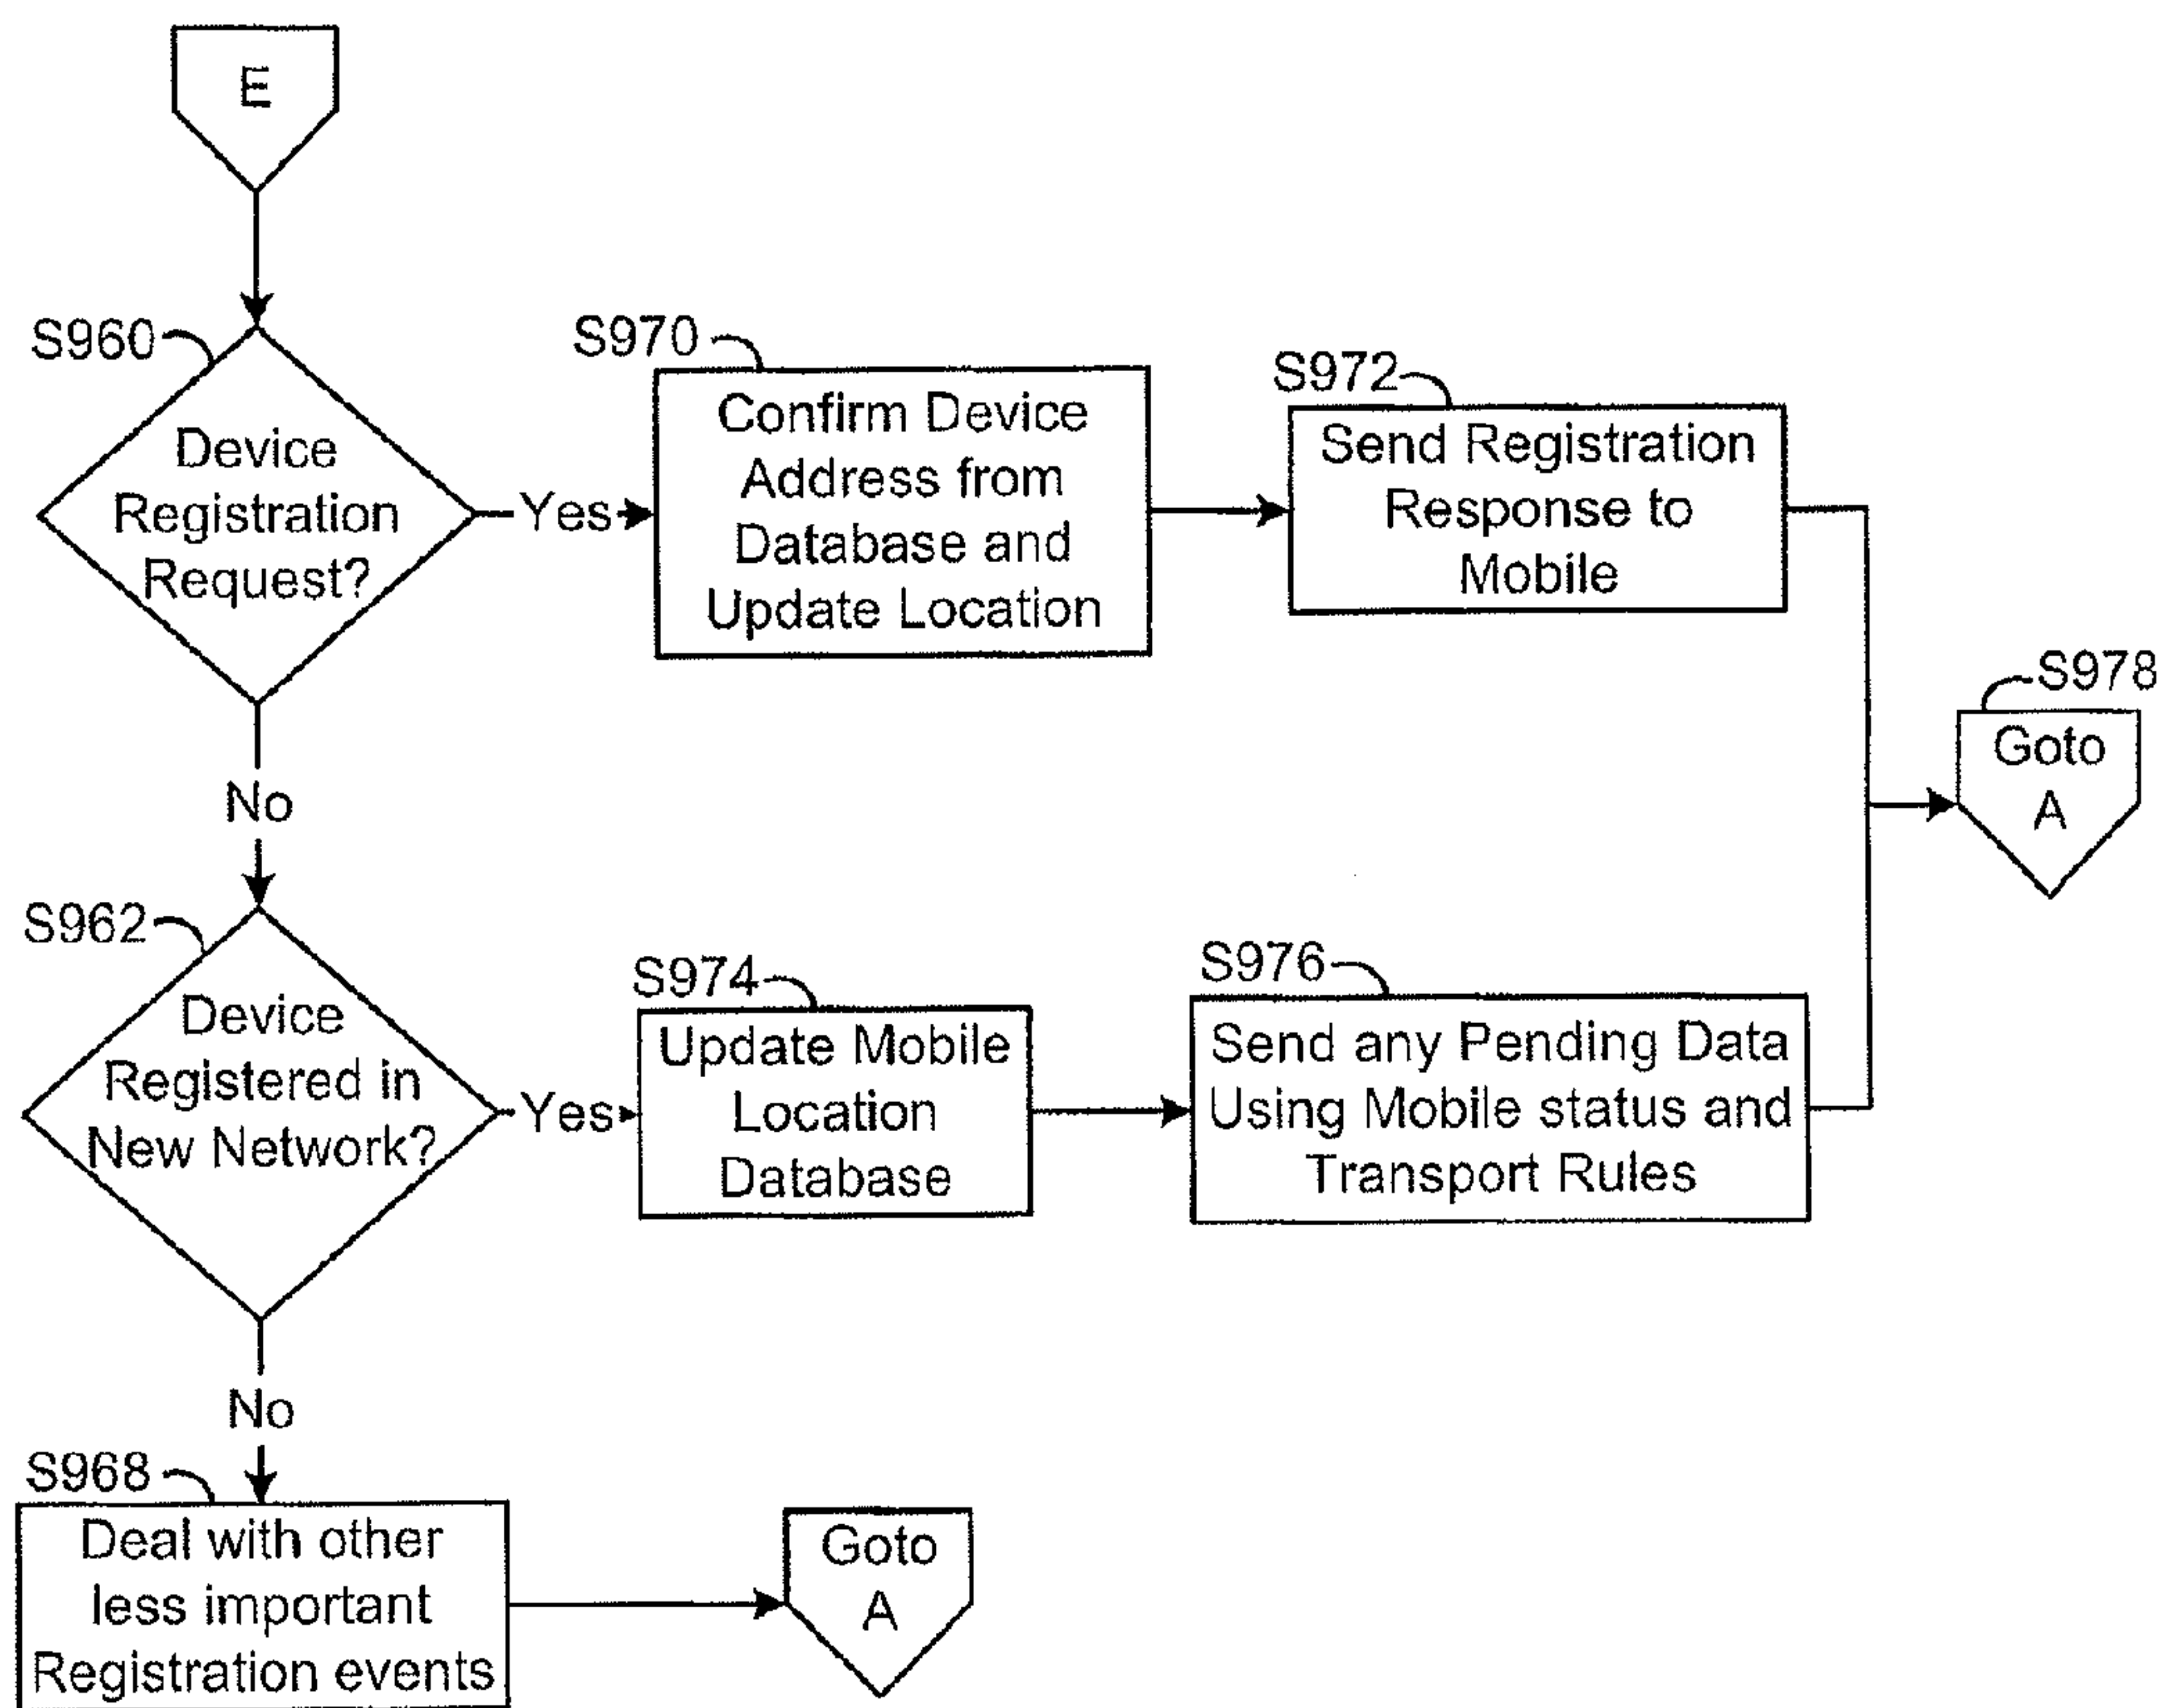 E
S960
Device
Registration
Request?
Yes
S970
Confirm Device
Address from
Database and
Update Location
S972
Send Registration
Response to
Mobile
S978
Goto
A
No
S962
Device
Registered in
New Network?
Yes
S974
Update Mobile
Location
Database
S976
Send any Pending Data
Using Mobile status and
Transport Rules
No
S968
Deal with other
less important
Registration events
Goto
A